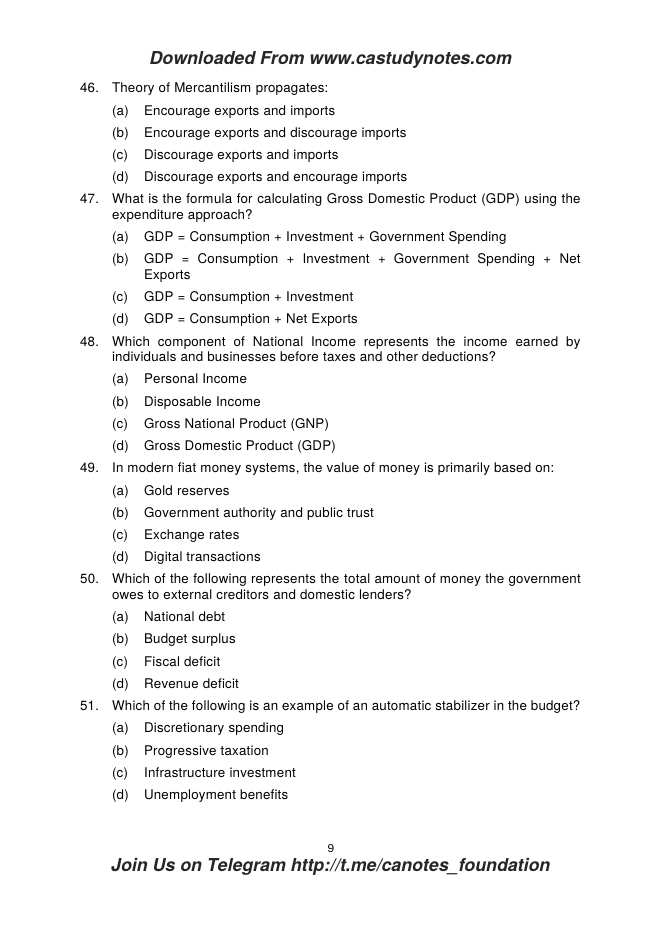 Downloaded From www.castudynotes.com
46. Theory of Mercantilism propagates:
(a) Encourage exports and imports
(b) Encourage exports and discourage imports
(c) Discourage exports and imports
(d) Discourage exports and encourage imports
47. What is the formula for calculating Gross Domestic Product (GDP) using the
expenditure approach?
(a) GDP = Consumption + Investment + Government Spending
(b) GDP = Consumption + Investment + Government Spending + Net
Exports
(c) GDP = Consumption + Investment
(d) GDP = Consumption + Net Exports
48. Which component of National Income represents the income earned by
individuals and businesses before taxes and other deductions?
(a) Personal Income
(b) Disposable Income
(c) Gross National Product (GNP)
(d) Gross Domestic Product (GDP)
49. In modern fiat money systems, the value of money is primarily based on:
(a) Gold reserves
(b) Government authority and public trust
(c) Exchange rates
(d) Digital transactions
50. Which of the following represents the total amount of money the government
owes to external creditors and domestic lenders?
(a) National debt
(b) Budget surplus
(c) Fiscal deficit
(d) Revenue deficit
51. Which of the following is an example of an automatic stabilizer in the budget?
(a) Discretionary spending
(b) Progressive taxation
(c) Infrastructure investment
(d) Unemployment benefits
9
Join Us on Telegram http://t.me/canotes_foundation